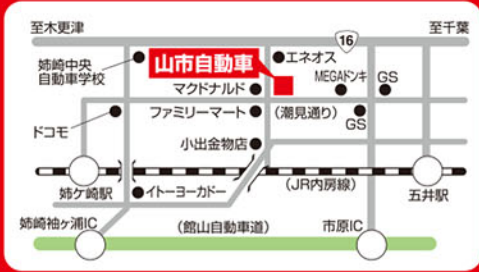 至木更津
16
至千葉
姉崎中央
自動車学校
エネオス
山市自動車
MEGAドンキ
GS
マクドナルド
ドコモ
ファミリーマート
(潮見通り)
GS
小出金物店
姉ケ崎駅
イトーヨーカドー
(JR内房線)
五井駅
姉崎袖ヶ浦IC
(館山自動車道)
市原IC